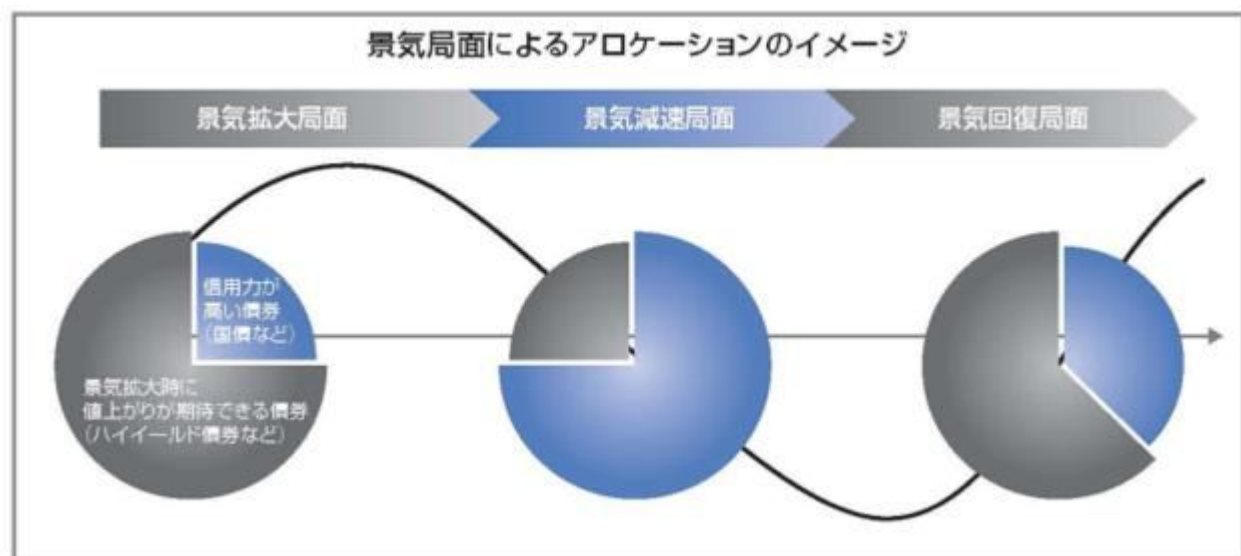 景気局面によるアロケーションのイメージ
景気拡大局面
景気減速局面
景気回復局面
信用力が
高い債券
（国債など）
景気拡大時に
値上がりが期待できる債券
（ハイイールド債券など）